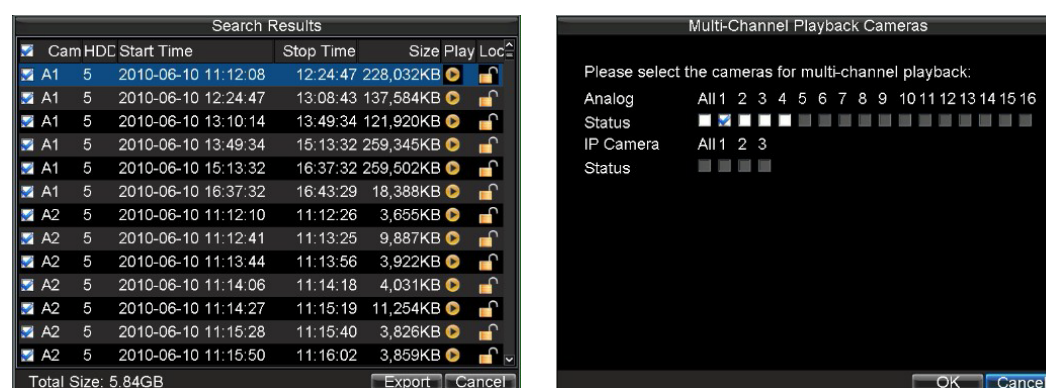 Search Results
Cam HDD Start Time Stop Time Size Play Loc
A1 5 2010-06-10 11:12:08 12:24:47 228,032KB
A1 5 2010-06-10 12:24:47 13:08:43 137,584KB
A1 5 2010-06-10 13:10:14 13:49:34 121,920KB
A1 5 2010-06-10 13:49:34 15:13:32 259,345KB
A1 5 2010-06-10 15:13:32 16:37:32 259,502KB
A1 5 2010-06-10 16:37:32 16:43:29 18,388KB
A2 5 2010-06-10 11:12:10 11:12:26 3,655KB
A2 5 2010-06-10 11:12:41 11:13:25 9,887KB
A2 5 2010-06-10 11:13:44 11:13:56 3,922KB
A2 5 2010-06-10 11:14:06 11:14:18 4,031KB
A2 5 2010-06-10 11:14:27 11:15:19 11,254KB
A2 5 2010-06-10 11:15:28 11:15:40 3,826KB
A2 5 2010-06-10 11:15:50 11:16:02 3,859KB
Total Size: 5.84GB Export Cancel
Multi-Channel Playback Cameras
Please select the cameras for multi-channel playback:
Analog All 1 2 3 4 5 6 7 8 9 10 11 12 13 14 15 16
Status
IP Camera All 1 2 3
Status
OK Cance